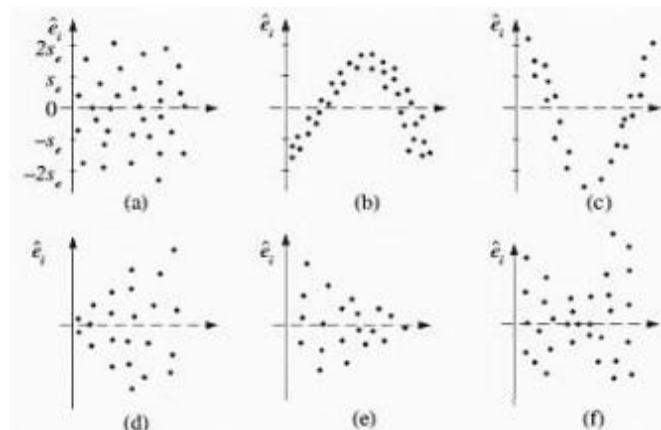 ê_i ê_i ê_i
2s_e
s_e
0
−s_e
−2s_e
(a) (b) (c)
ê_i ê_i ê_i
(d) (e) (f)